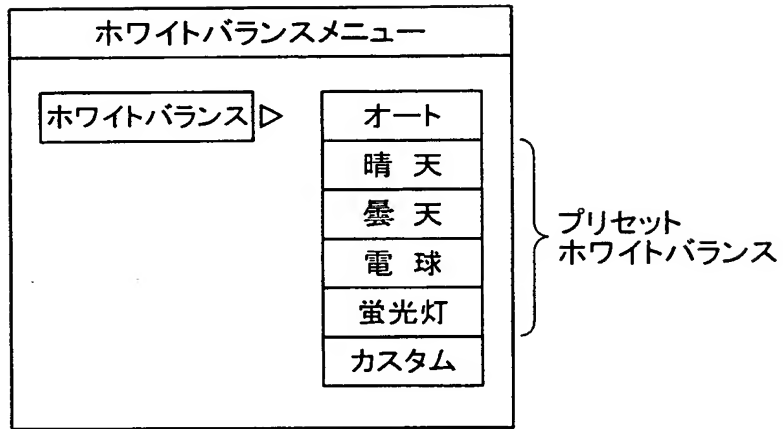 ホワイトバランスメニュー
ホワイトバランス ▷
オート
晴 天
曇 天
電 球
蛍光灯
カスタム
プリセット
ホワイトバランス